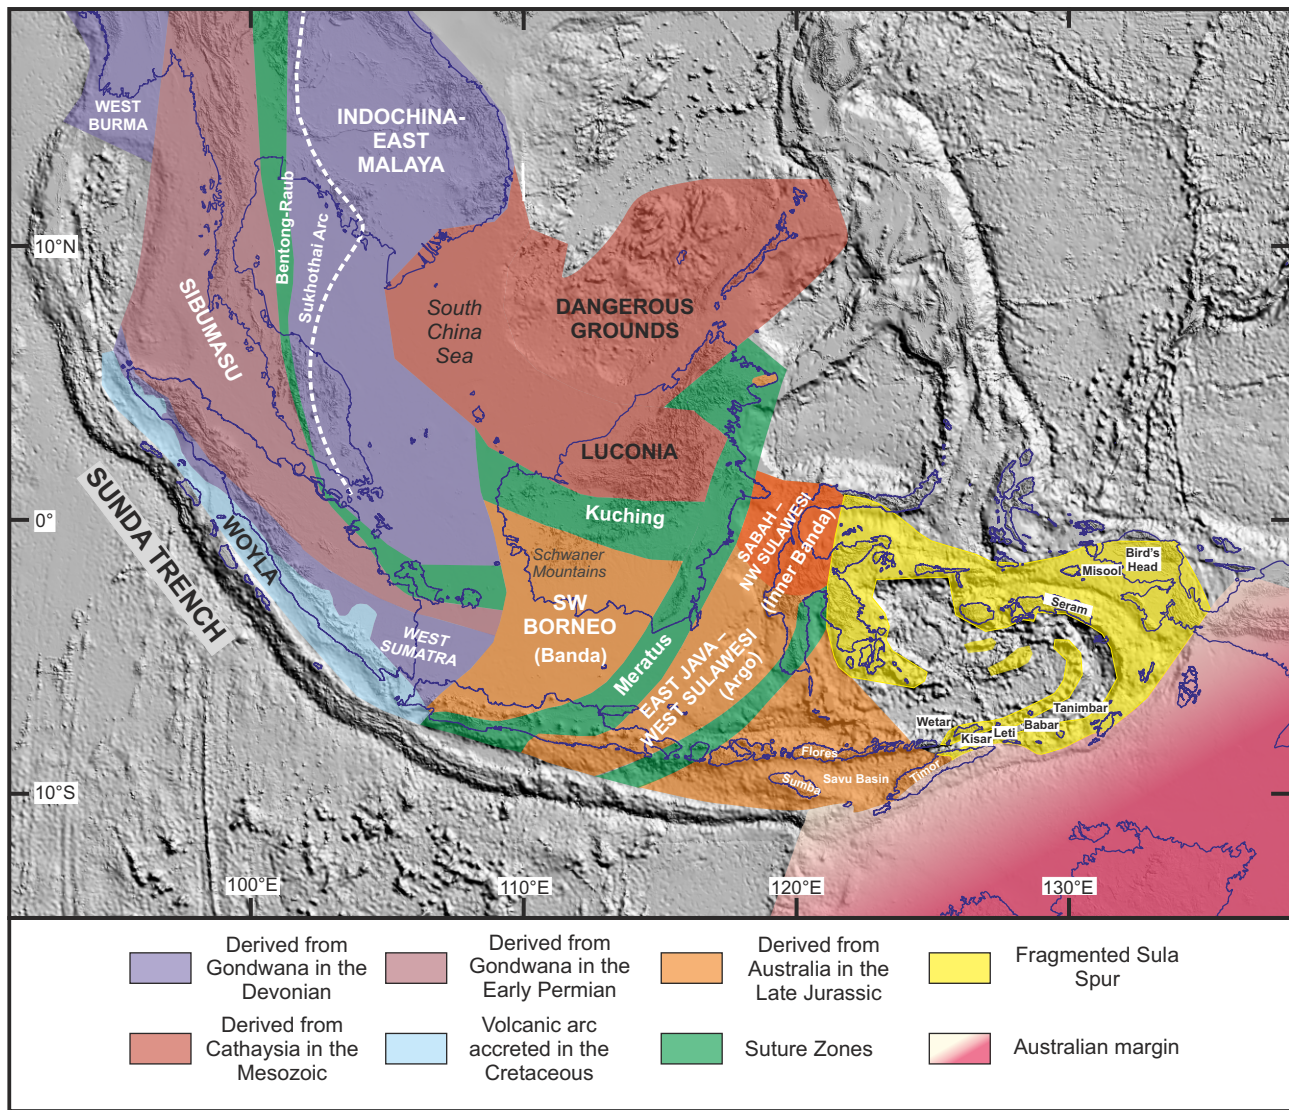 WEST
BURMA
INDOCHINA-
EAST
MALAYA
Bentong-Raub
Sukhothai Arc
10°N
SIBUMASU
South
China
Sea
DANGEROUS
GROUNDS
LUCONIA
SUNDA TRENCH
WOYLA
0°
Kuching
Schwaner
Mountains
SW
BORNEO
(Banda)
WEST
SUMATRA
Meratus
SABAH –
NW SULAWESI
(Inner Banda)
EAST JAVA –
WEST SULAWESI
(Argo)
Bird's
Head
Misool
Seram
Tanimbar
Babar
Wetar
Leti
Kisar
Timor
Flores
Sumba
Savu Basin
10°S
100°E
110°E
120°E
130°E
Derived from
Gondwana in the
Devonian
Derived from
Gondwana in the
Early Permian
Derived from
Australia in the
Late Jurassic
Fragmented Sula
Spur
Derived from
Cathaysia in the
Mesozoic
Volcanic arc
accreted in the
Cretaceous
Suture Zones
Australian margin